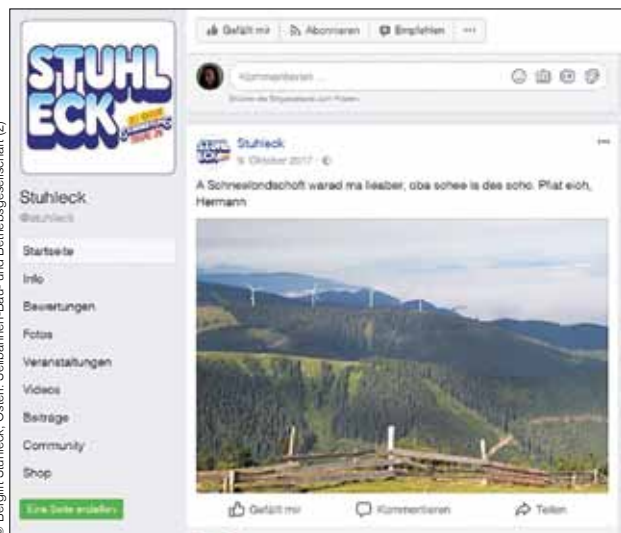 STUHL
ECK
Stuhleck
@stuhleck
Startseite
Info
Bewertungen
Fotos
Veranstaltungen
Videos
Beiträge
Community
Shop
Eine Seite erstellen
Gefällt mir
Abonnieren
Empfehlen
Kommentieren ...
Stuhleck
9. Oktober 2017
A Schneelondschoft warad ma lieaber, oba schee is des scho. Pfiat eich,
Hermann
Gefällt mir
Kommentieren
Teilen